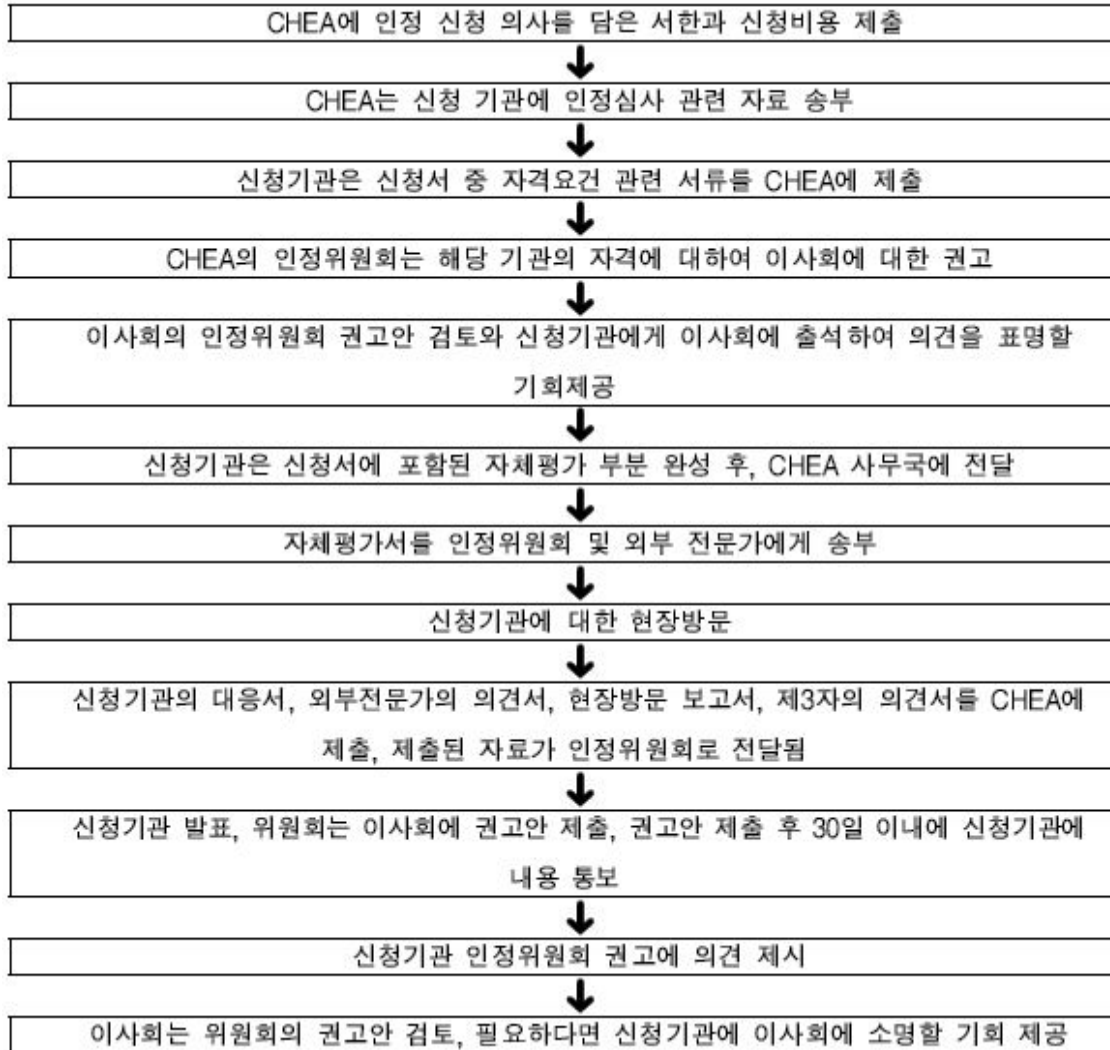 CHEA에 인정 신청 의사를 담은 서한과 신청비용 제출
CHEA는 신청 기관에 인정심사 관련 자료 송부
신청기관은 신청서 중 자격요건 관련 서류를 CHEA에 제출
CHEA의 인정위원회는 해당 기관의 자격에 대하여 이사회에 대한 권고
이사회의 인정위원회 권고안 검토와 신청기관에게 이사회에 출석하여 의견을 표명할
기회제공
신청기관은 신청서에 포함된 자체평가 부분 완성 후, CHEA 사무국에 전달
자체평가서를 인정위원회 및 외부 전문가에게 송부
신청기관에 대한 현장방문
신청기관의 대응서, 외부전문가의 의견서, 현장방문 보고서, 제3자의 의견서를 CHEA에
제출, 제출된 자료가 인정위원회로 전달됨
신청기관 발표, 위원회는 이사회에 권고안 제출, 권고안 제출 후 30일 이내에 신청기관에
내용 통보
신청기관 인정위원회 권고에 의견 제시
이사회는 위원회의 권고안 검토, 필요하다면 신청기관에 이사회에 소명할 기회 제공